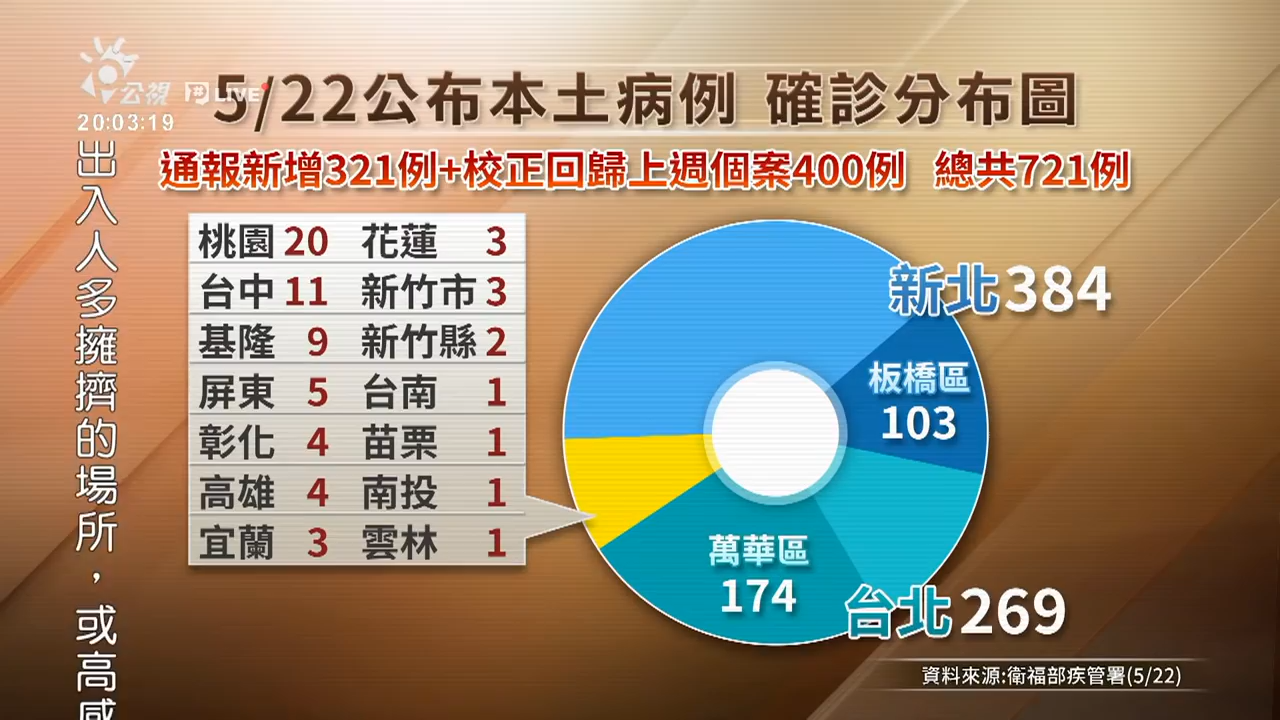 公視 LIVE
20:03:19
5/22公布本土病例 確診分布圖
通報新增321例+校正回歸上週個案400例 總共721例
出入人多擁擠的場所,或高感
桃園 20 花蓮 3
台中 11 新竹市 3
基隆 9 新竹縣 2
屏東 5 台南 1
彰化 4 苗栗 1
高雄 4 南投 1
宜蘭 3 雲林 1
新北384
板橋區
103
萬華區
174
台北269
資料來源:衛福部疾管署(5/22)